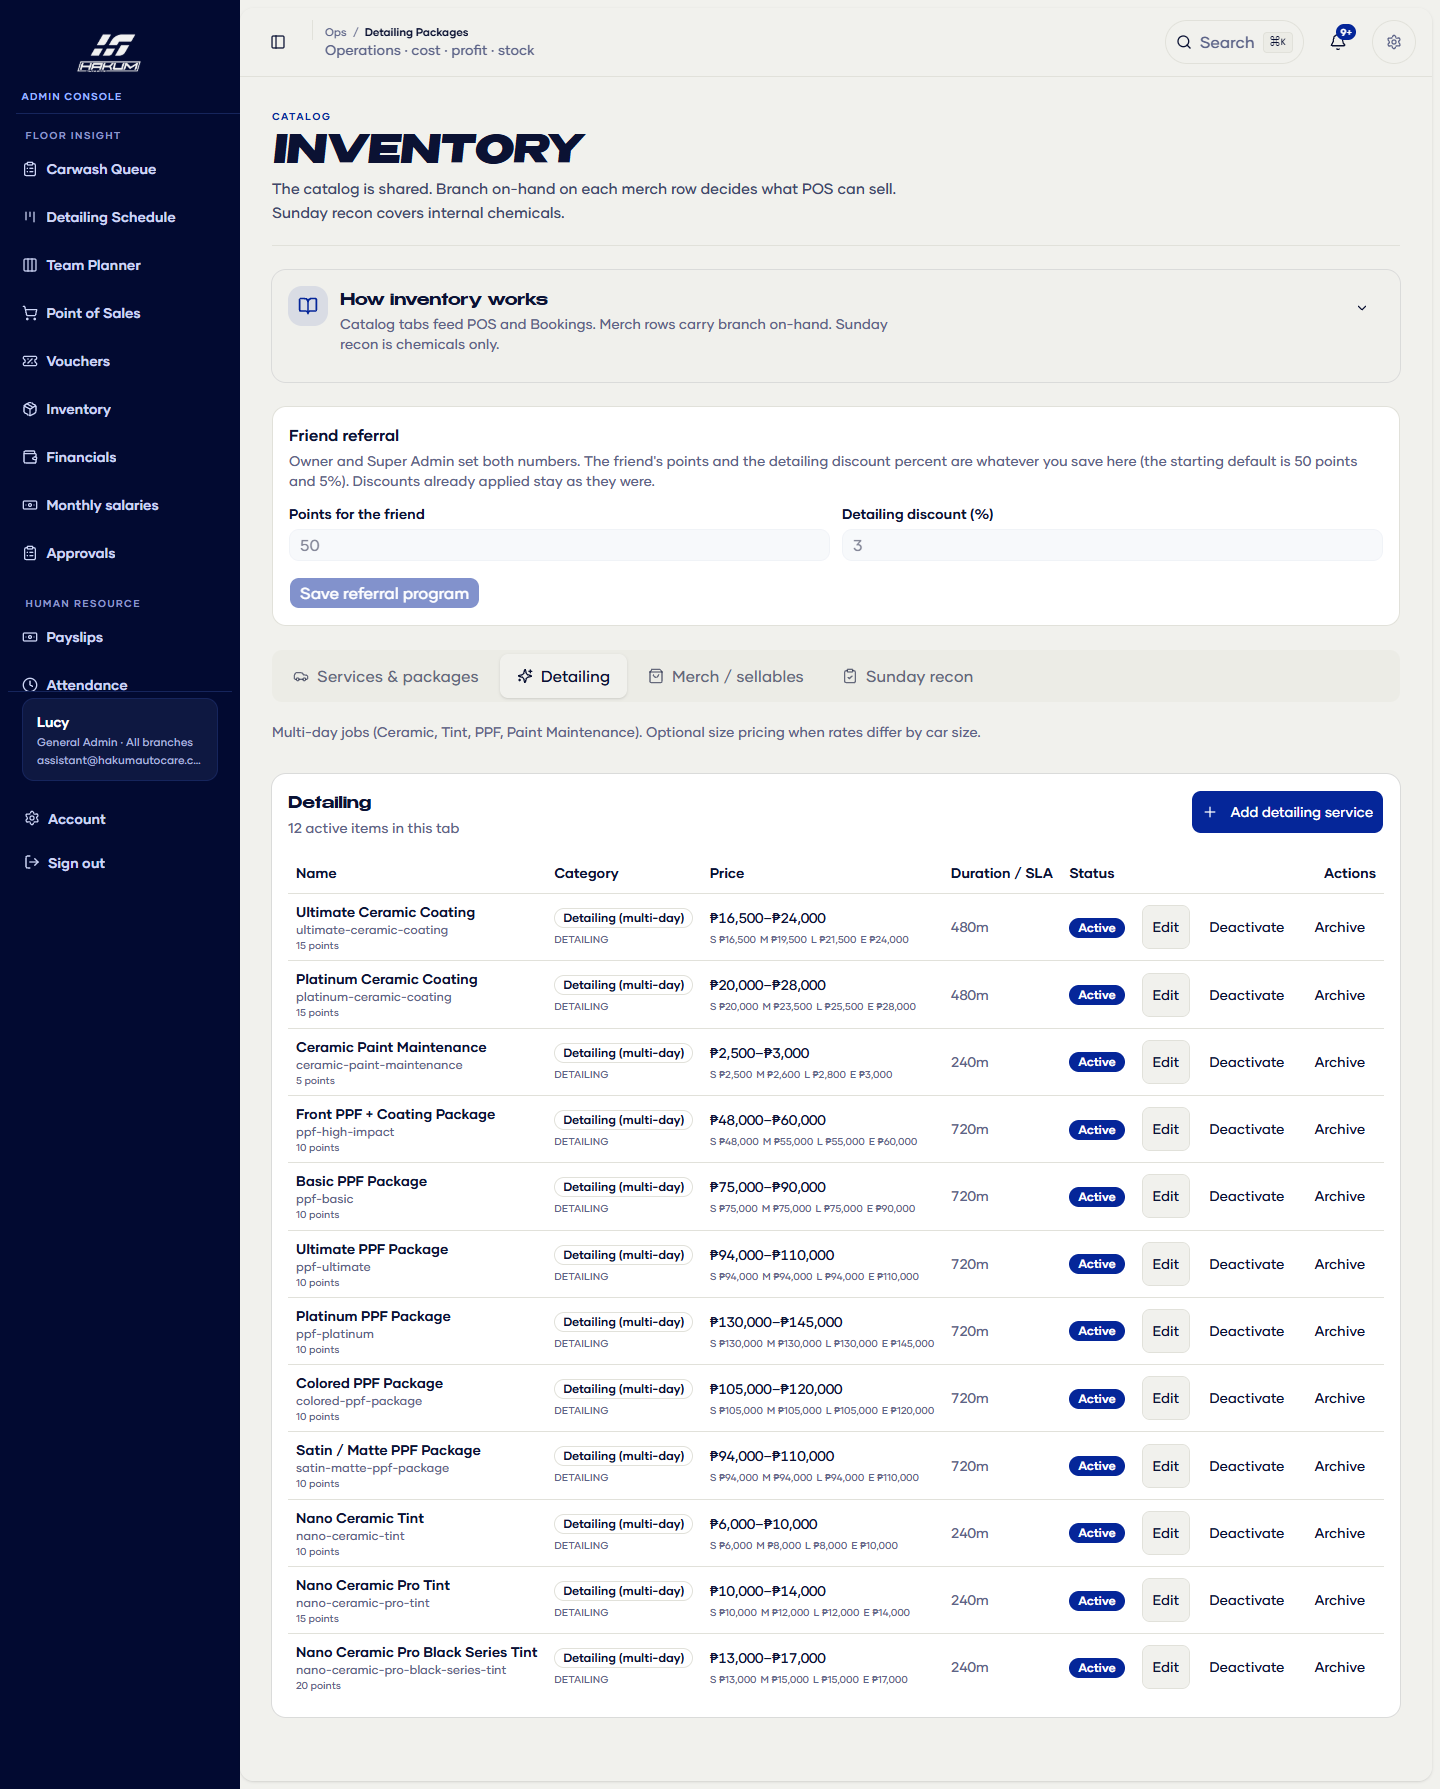 HAKUM
ADMIN CONSOLE
FLOOR INSIGHT
Carwash Queue
Detailing Schedule
Team Planner
Point of Sales
Vouchers
Inventory
Financials
Monthly salaries
Approvals
HUMAN RESOURCE
Payslips
Attendance
Lucy
General Admin · All branches
assistant@hakumautocare.c...
Account
Sign out
Ops / Detailing Packages
Operations · cost · profit · stock
Search ⌘K
9+
CATALOG
INVENTORY
The catalog is shared. Branch on-hand on each merch row decides what POS can sell.
Sunday recon covers internal chemicals.
How inventory works
Catalog tabs feed POS and Bookings. Merch rows carry branch on-hand. Sunday
recon is chemicals only.
Friend referral
Owner and Super Admin set both numbers. The friend's points and the detailing discount percent are whatever you save here (the starting default is 50 points
and 5%). Discounts already applied stay as they were.
Points for the friend
50
Detailing discount (%)
3
Save referral program
Services & packages
Detailing
Merch / sellables
Sunday recon
Multi-day jobs (Ceramic, Tint, PPF, Paint Maintenance). Optional size pricing when rates differ by car size.
Detailing
12 active items in this tab
+ Add detailing service
Name Category Price Duration / SLA Status Actions
Ultimate Ceramic Coating
ultimate-ceramic-coating
15 points
Detailing (multi-day)
DETAILING
₱16,500–₱24,000
S ₱16,500 M ₱19,500 L ₱21,500 E ₱24,000
480m
Active
Edit Deactivate Archive
Platinum Ceramic Coating
platinum-ceramic-coating
15 points
Detailing (multi-day)
DETAILING
₱20,000–₱28,000
S ₱20,000 M ₱23,500 L ₱25,500 E ₱28,000
480m
Active
Edit Deactivate Archive
Ceramic Paint Maintenance
ceramic-paint-maintenance
5 points
Detailing (multi-day)
DETAILING
₱2,500–₱3,000
S ₱2,500 M ₱2,600 L ₱2,800 E ₱3,000
240m
Active
Edit Deactivate Archive
Front PPF + Coating Package
ppf-high-impact
10 points
Detailing (multi-day)
DETAILING
₱48,000–₱60,000
S ₱48,000 M ₱55,000 L ₱55,000 E ₱60,000
720m
Active
Edit Deactivate Archive
Basic PPF Package
ppf-basic
10 points
Detailing (multi-day)
DETAILING
₱75,000–₱90,000
S ₱75,000 M ₱75,000 L ₱75,000 E ₱90,000
720m
Active
Edit Deactivate Archive
Ultimate PPF Package
ppf-ultimate
10 points
Detailing (multi-day)
DETAILING
₱94,000–₱110,000
S ₱94,000 M ₱94,000 L ₱94,000 E ₱110,000
720m
Active
Edit Deactivate Archive
Platinum PPF Package
ppf-platinum
10 points
Detailing (multi-day)
DETAILING
₱130,000–₱145,000
S ₱130,000 M ₱130,000 L ₱130,000 E ₱145,000
720m
Active
Edit Deactivate Archive
Colored PPF Package
colored-ppf-package
10 points
Detailing (multi-day)
DETAILING
₱105,000–₱120,000
S ₱105,000 M ₱105,000 L ₱105,000 E ₱120,000
720m
Active
Edit Deactivate Archive
Satin / Matte PPF Package
satin-matte-ppf-package
10 points
Detailing (multi-day)
DETAILING
₱94,000–₱110,000
S ₱94,000 M ₱94,000 L ₱94,000 E ₱110,000
720m
Active
Edit Deactivate Archive
Nano Ceramic Tint
nano-ceramic-tint
10 points
Detailing (multi-day)
DETAILING
₱6,000–₱10,000
S ₱6,000 M ₱8,000 L ₱8,000 E ₱10,000
240m
Active
Edit Deactivate Archive
Nano Ceramic Pro Tint
nano-ceramic-pro-tint
15 points
Detailing (multi-day)
DETAILING
₱10,000–₱14,000
S ₱10,000 M ₱12,000 L ₱12,000 E ₱14,000
240m
Active
Edit Deactivate Archive
Nano Ceramic Pro Black Series Tint
nano-ceramic-pro-black-series-tint
20 points
Detailing (multi-day)
DETAILING
₱13,000–₱17,000
S ₱13,000 M ₱15,000 L ₱15,000 E ₱17,000
240m
Active
Edit Deactivate Archive